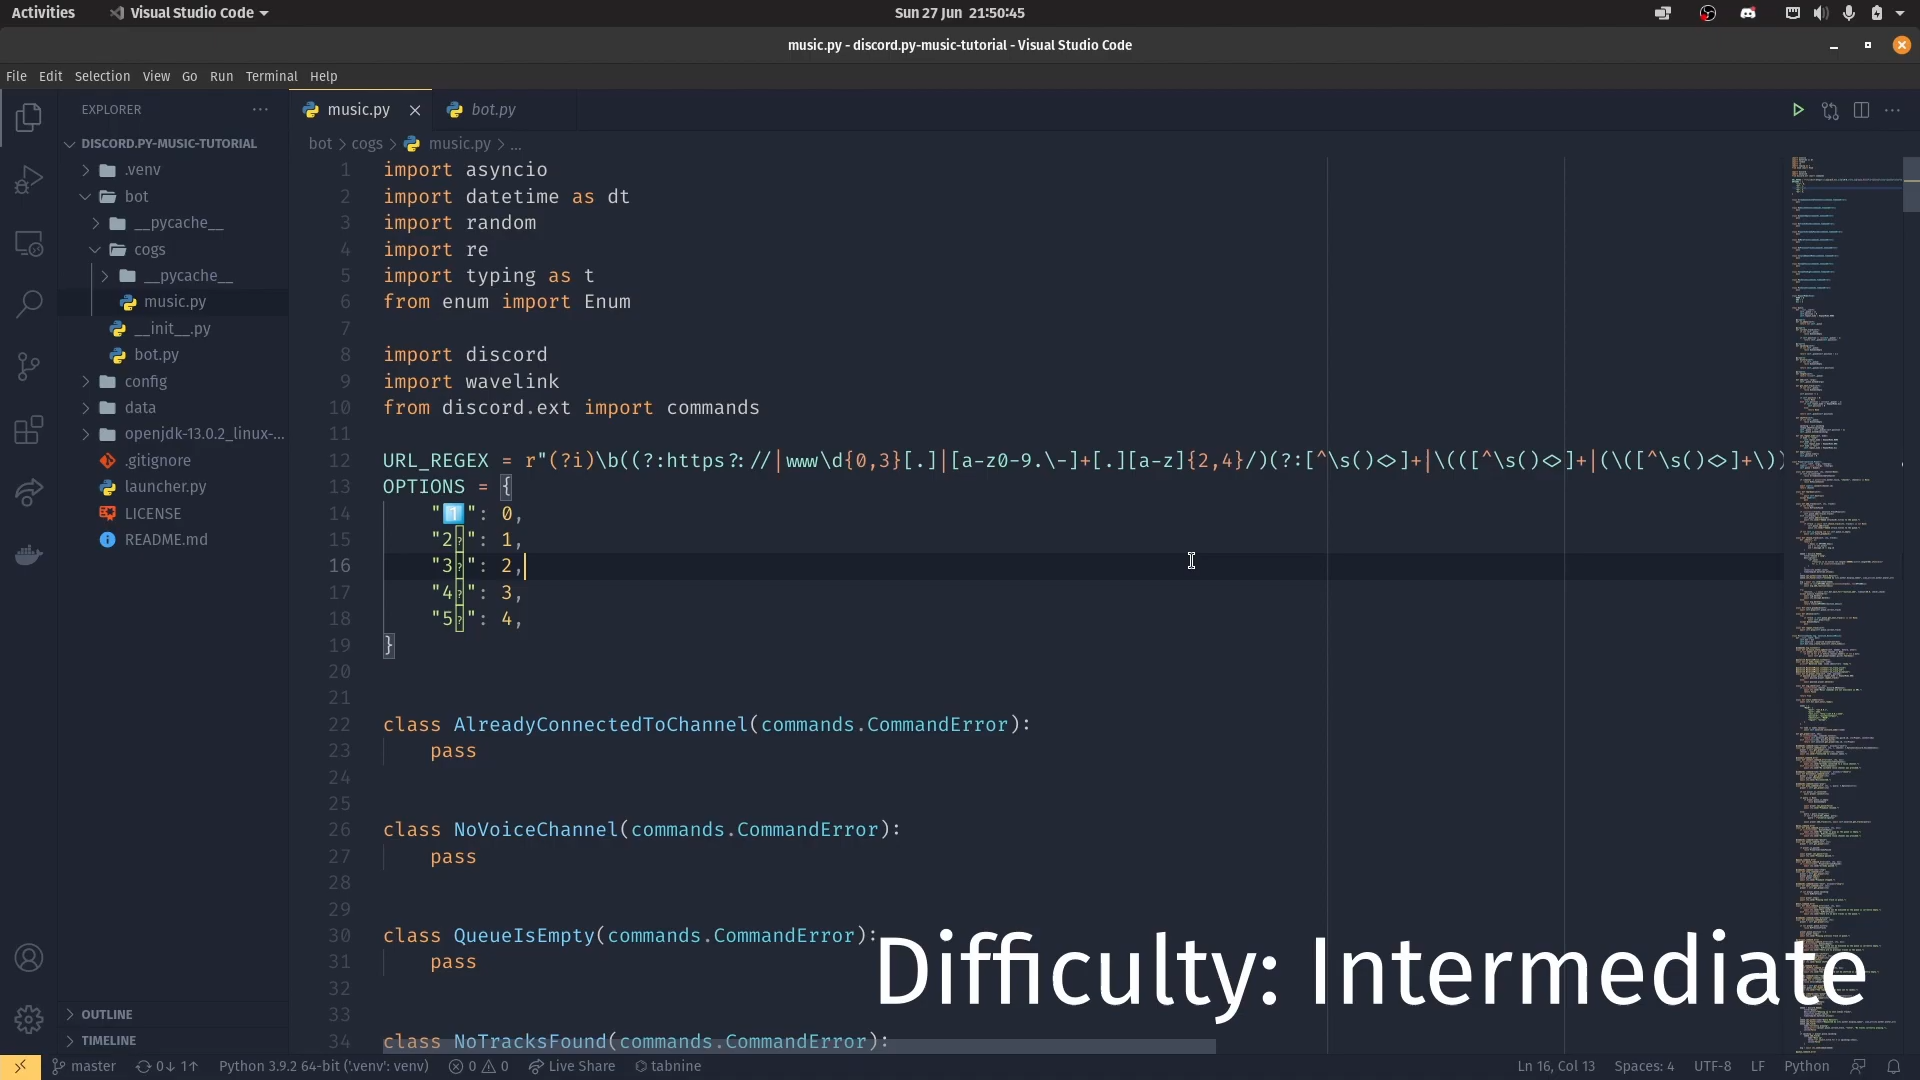 Activities
Visual Studio Code
Sun 27 Jun 21:50:45
music.py - discord.py-music-tutorial - Visual Studio Code
File Edit Selection View Go Run Terminal Help
EXPLORER
DISCORD.PY-MUSIC-TUTORIAL
.venv
bot
__pycache__
cogs
__pycache__
music.py
__init__.py
bot.py
config
data
openjdk-13.0.2_linux-...
.gitignore
launcher.py
LICENSE
README.md
OUTLINE
TIMELINE
music.py
bot.py
bot > cogs > music.py > ...
1 import asyncio
2 import datetime as dt
3 import random
4 import re
5 import typing as t
6 from enum import Enum
7
8 import discord
9 import wavelink
10 from discord.ext import commands
11
12 URL_REGEX = r"(?i)\b((?:https?://|www\d{0,3}[.]|[a-z0-9.\-]+[.][a-z]{2,4}/)(?:[^\s()<>]+|\(([^\s()<>]+|(\([^\s()<>]+\))
13 OPTIONS = {
14 "1️⃣": 0,
15 "2⃣": 1,
16 "3⃣": 2,
17 "4⃣": 3,
18 "5⃣": 4,
19 }
20
21
22 class AlreadyConnectedToChannel(commands.CommandError):
23 pass
24
25
26 class NoVoiceChannel(commands.CommandError):
27 pass
28
29
30 class QueueIsEmpty(commands.CommandError):
31 pass
32
33
34 class NoTracksFound(commands.CommandError):
Difficulty: Intermediate
master
0↓ 1↑
Python 3.9.2 64-bit ('.venv': venv)
0
0
Live Share
tabnine
Ln 16, Col 13
Spaces: 4
UTF-8
LF
Python